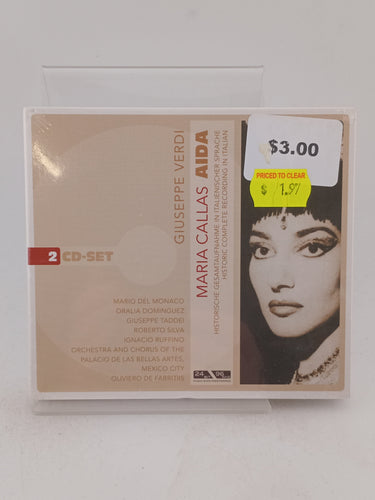 $3.00
PRICED TO CLEAR
$ 1.97
GIUSEPPE VERDI
MARIA CALLAS AIDA
HISTORISCHE GESAMTAUFNAHME IN ITALIENISCHER SPRACHE
HISTORIC COMPLETE RECORDING IN ITALIAN
2 CD-SET
MARIO DEL MONACO
ORALIA DOMINGUEZ
GIUSEPPE TADDEI
ROBERTO SILVA
IGNACIO RUFFINO
ORCHESTRA AND CHORUS OF THE
PALACIO DE LAS BELLAS ARTES,
MEXICO CITY
OLIVIERO DE FABRITIIS
24 96